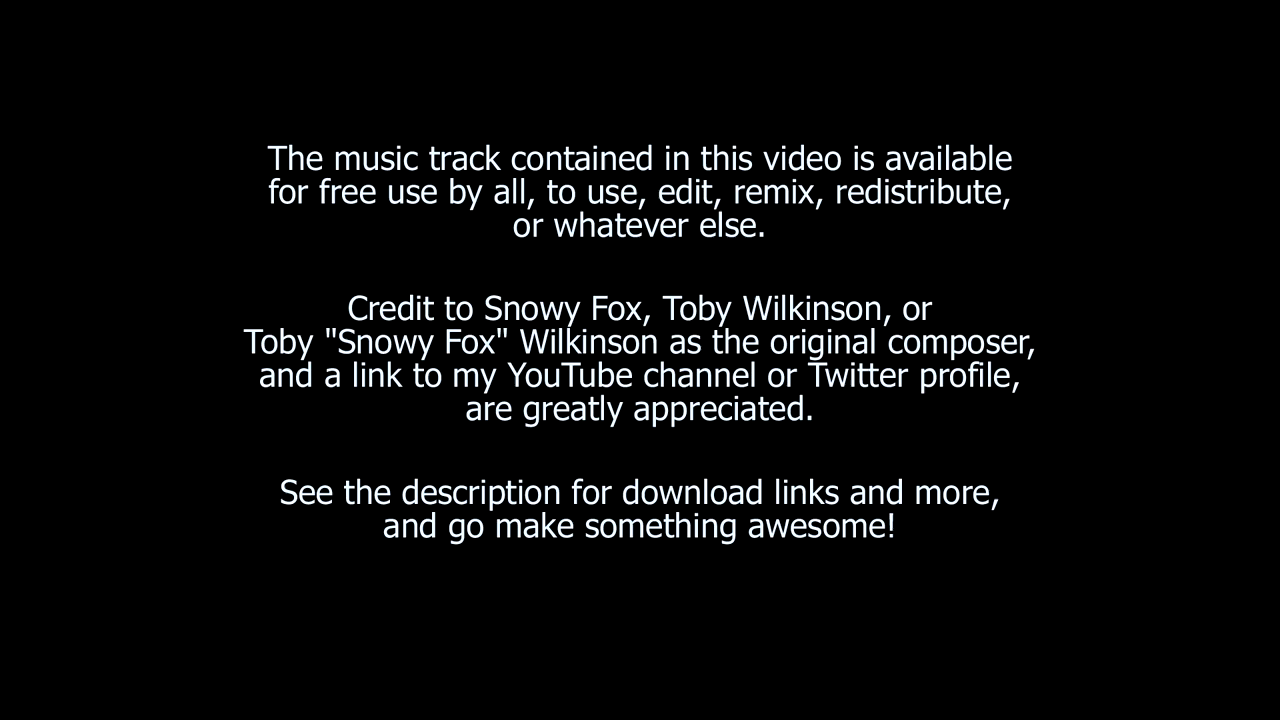 The music track contained in this video is available
for free use by all, to use, edit, remix, redistribute,
or whatever else.
Credit to Snowy Fox, Toby Wilkinson, or
Toby "Snowy Fox" Wilkinson as the original composer,
and a link to my YouTube channel or Twitter profile,
are greatly appreciated.
See the description for download links and more,
and go make something awesome!